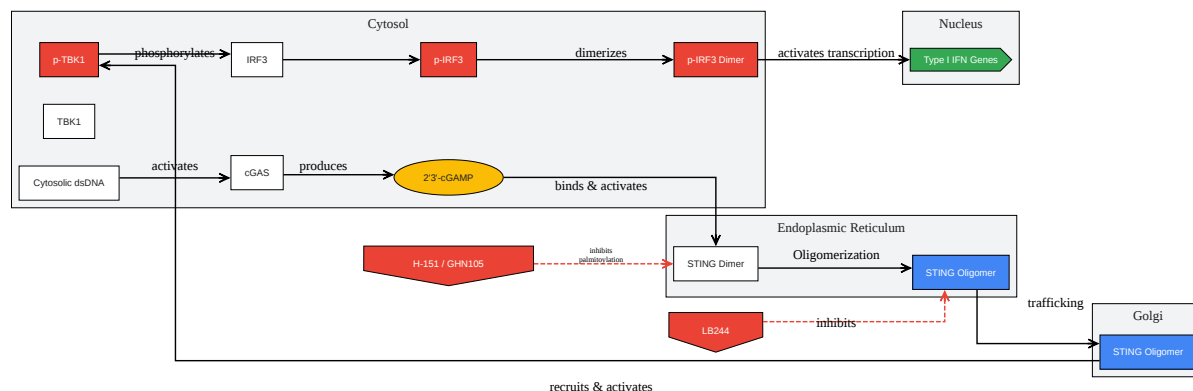 Cytosol
Nucleus
p-TBK1
phosphorylates
IRF3
p-IRF3
dimerizes
p-IRF3 Dimer
activates transcription
Type I IFN Genes
TBK1
Cytosolic dsDNA
activates
cGAS
produces
2'3'-cGAMP
binds & activates
Endoplasmic Reticulum
H-151 / GHN105
inhibits
palmitoylation
STING Dimer
Oligomerization
STING Oligomer
trafficking
LB244
inhibits
Golgi
STING Oligomer
recruits & activates